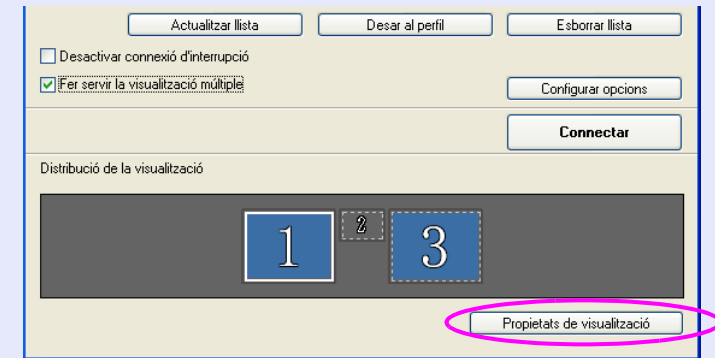 Actualitzar llista Desar al perfil Esborrar llista
Desactivar connexió d'interrupció
Fer servir la visualització múltiple
Configurar opcions
Connectar
Distribució de la visualització
1 2 3
Propietats de visualització